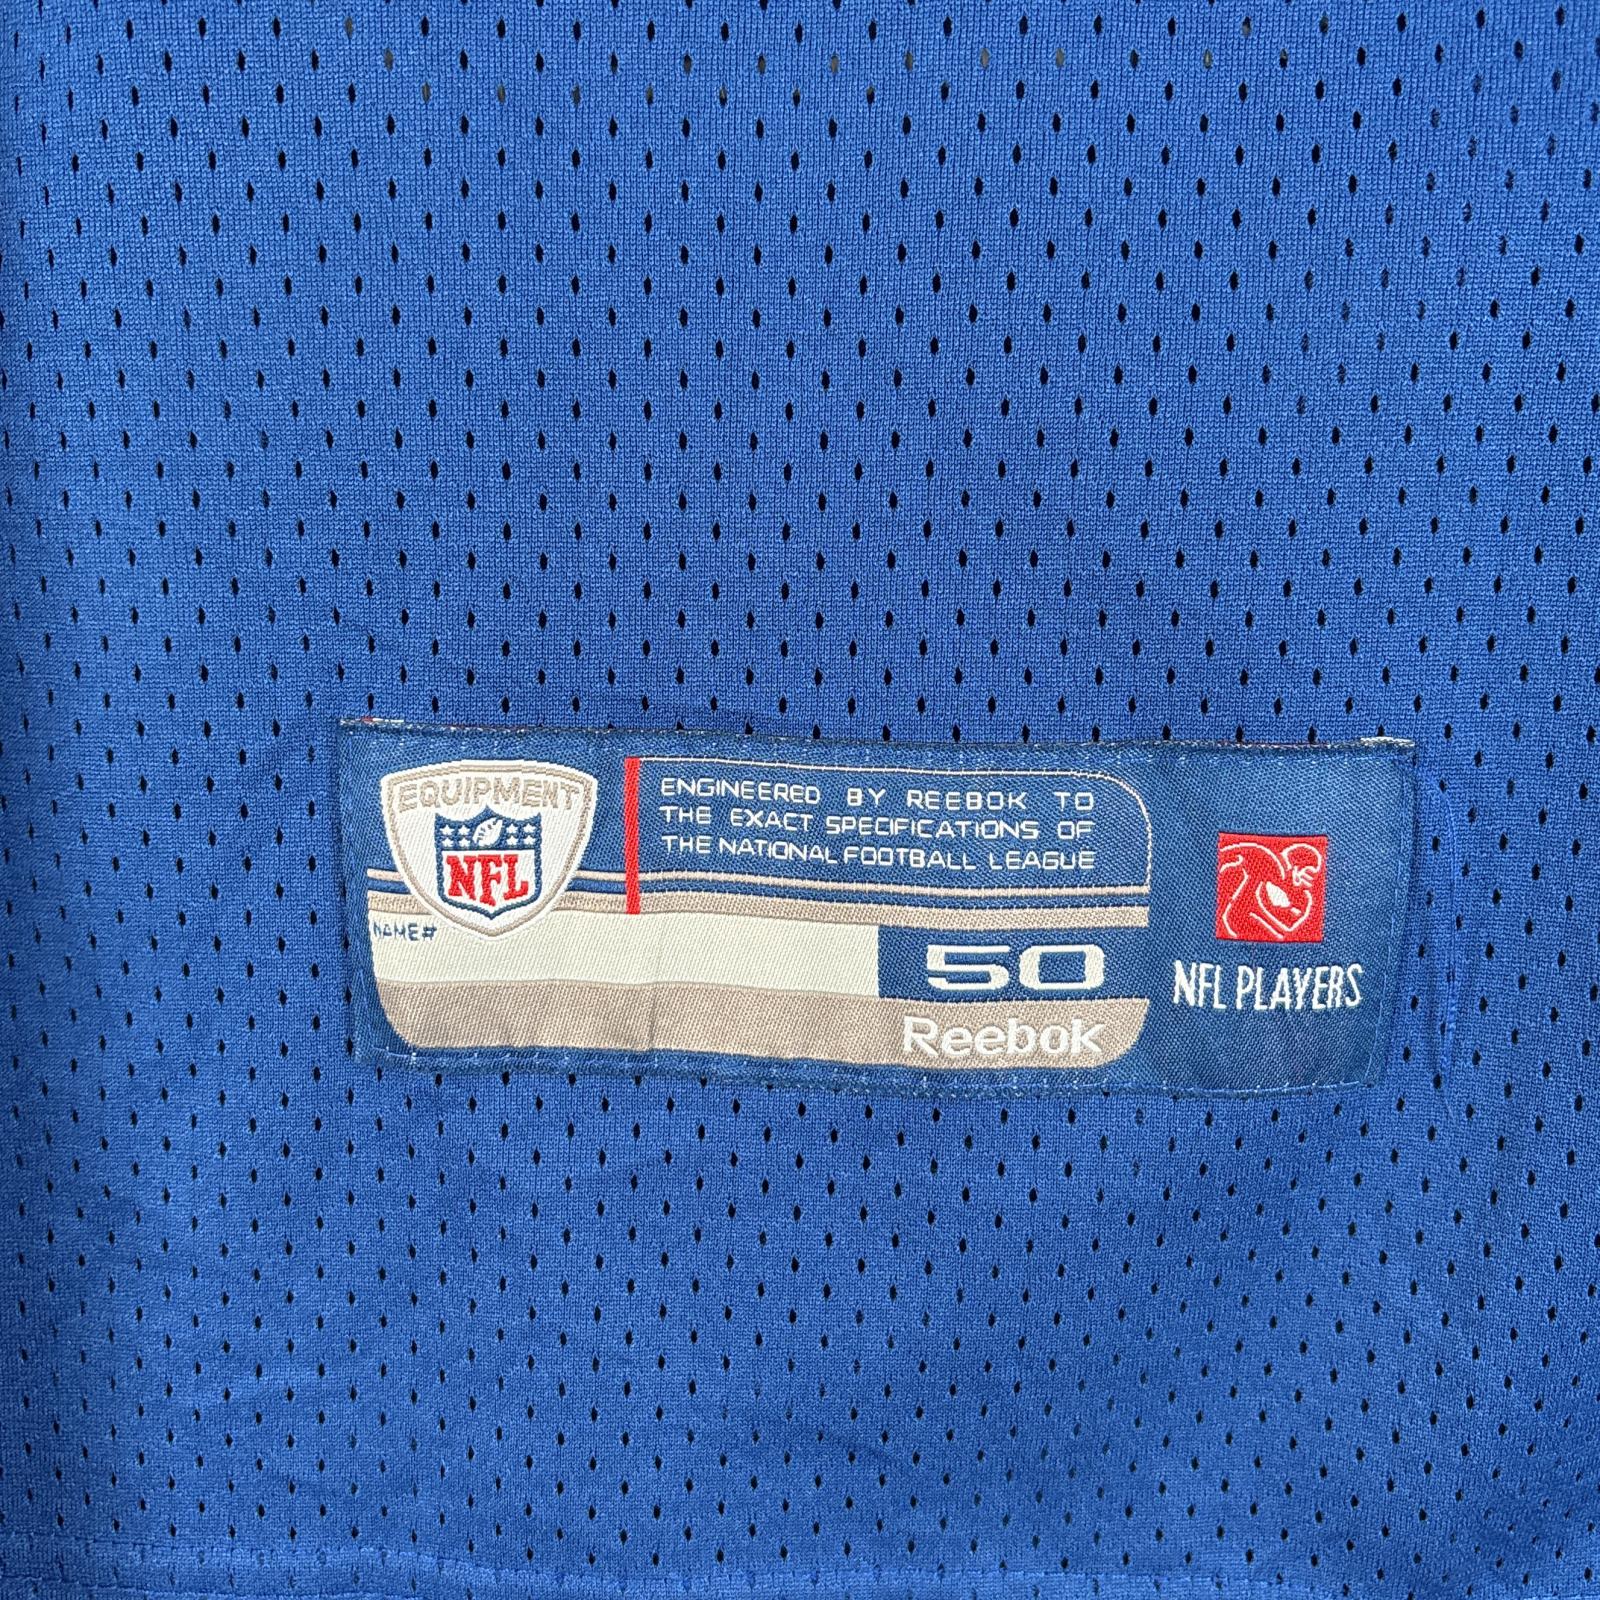 EQUIPMENT
NFL
ENGINEERED BY REEBOK TO
THE EXACT SPECIFICATIONS OF
THE NATIONAL FOOTBALL LEAGUE
NAME#
50
Reebok
NFL PLAYERS